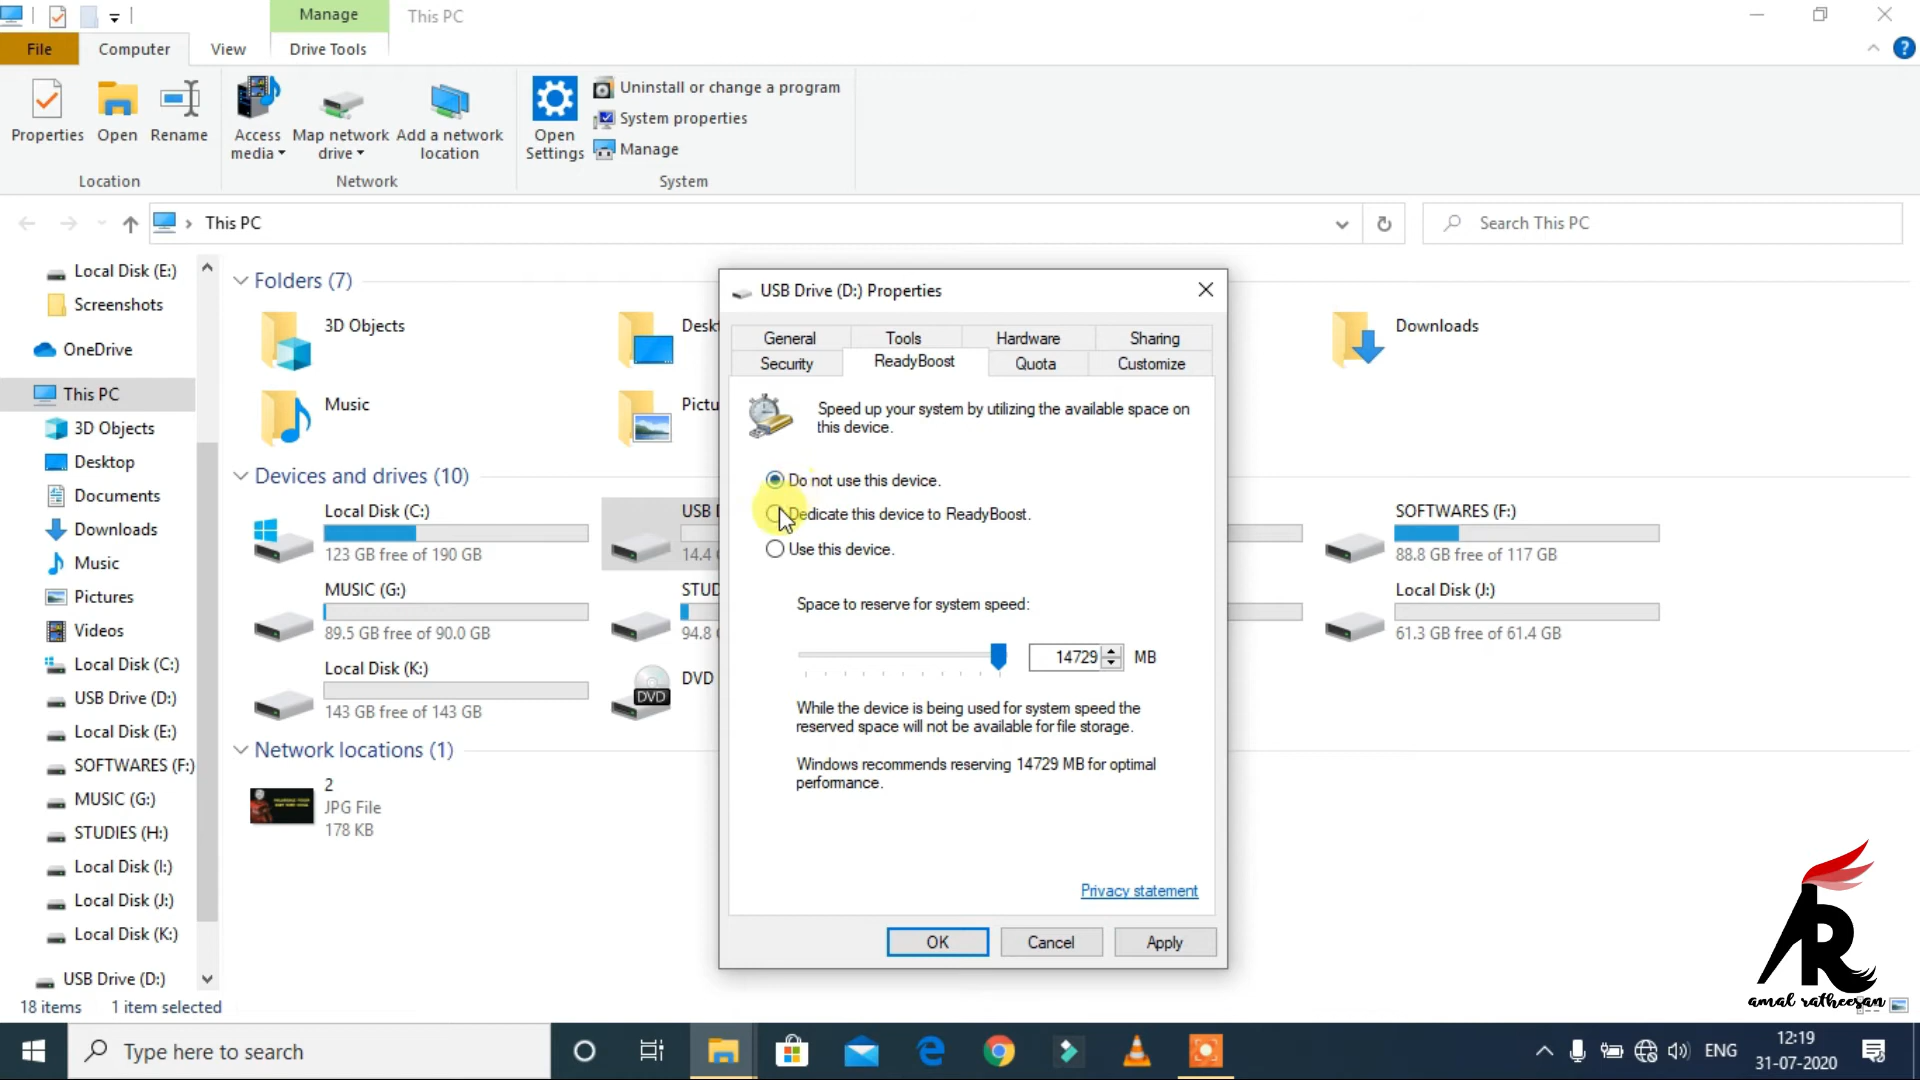 Manage
This PC
File
Computer
View
Drive Tools
Properties
Open
Rename
Access media
Map network drive
Add a network location
Open Settings
Uninstall or change a program
System properties
Manage
Location
Network
System
This PC
Search This PC
Local Disk (E:)
Screenshots
OneDrive
This PC
3D Objects
Desktop
Documents
Downloads
Music
Pictures
Videos
Local Disk (C:)
USB Drive (D:)
Local Disk (E:)
SOFTWARES (F:)
MUSIC (G:)
STUDIES (H:)
Local Disk (I:)
Local Disk (J:)
Local Disk (K:)
USB Drive (D:)
18 items
1 item selected
Folders (7)
3D Objects
Deskt
Downloads
Music
Pictu
Devices and drives (10)
Local Disk (C:)
123 GB free of 190 GB
USB
14.4
SOFTWARES (F:)
88.8 GB free of 117 GB
MUSIC (G:)
89.5 GB free of 90.0 GB
STUD
94.8
Local Disk (J:)
61.3 GB free of 61.4 GB
Local Disk (K:)
143 GB free of 143 GB
DVD
DVD
Network locations (1)
2
JPG File
178 KB
USB Drive (D:) Properties
General
Tools
Hardware
Sharing
Security
ReadyBoost
Quota
Customize
Speed up your system by utilizing the available space on
this device.
Do not use this device.
Dedicate this device to ReadyBoost.
Use this device.
Space to reserve for system speed:
14729 MB
While the device is being used for system speed the
reserved space will not be available for file storage.
Windows recommends reserving 14729 MB for optimal
performance.
Privacy statement
OK
Cancel
Apply
AR
amal ratheesan
Type here to search
ENG
12:19
31-07-2020